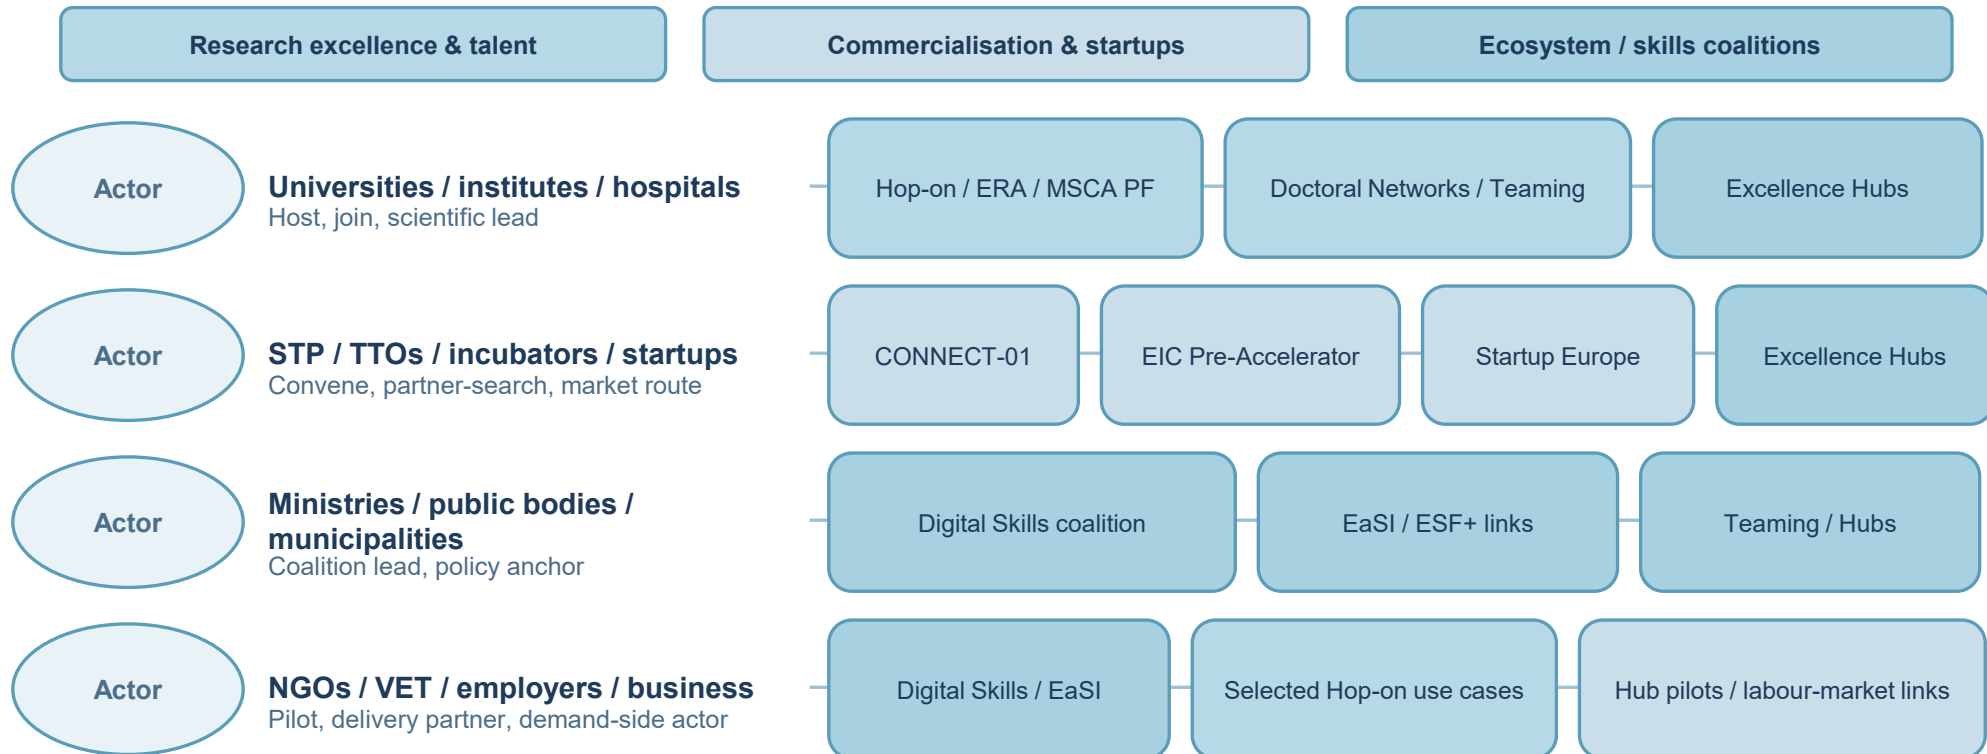 Research excellence & talent
Commercialisation & startups
Ecosystem / skills coalitions
Actor
Universities / institutes / hospitals
Host, join, scientific lead
Hop-on / ERA / MSCA PF
Doctoral Networks / Teaming
Excellence Hubs
Actor
STP / TTOs / incubators / startups
Convene, partner-search, market route
CONNECT-01
EIC Pre-Accelerator
Startup Europe
Excellence Hubs
Actor
Ministries / public bodies /
municipalities
Coalition lead, policy anchor
Digital Skills coalition
EaSI / ESF+ links
Teaming / Hubs
Actor
NGOs / VET / employers / business
Pilot, delivery partner, demand-side actor
Digital Skills / EaSI
Selected Hop-on use cases
Hub pilots / labour-market links